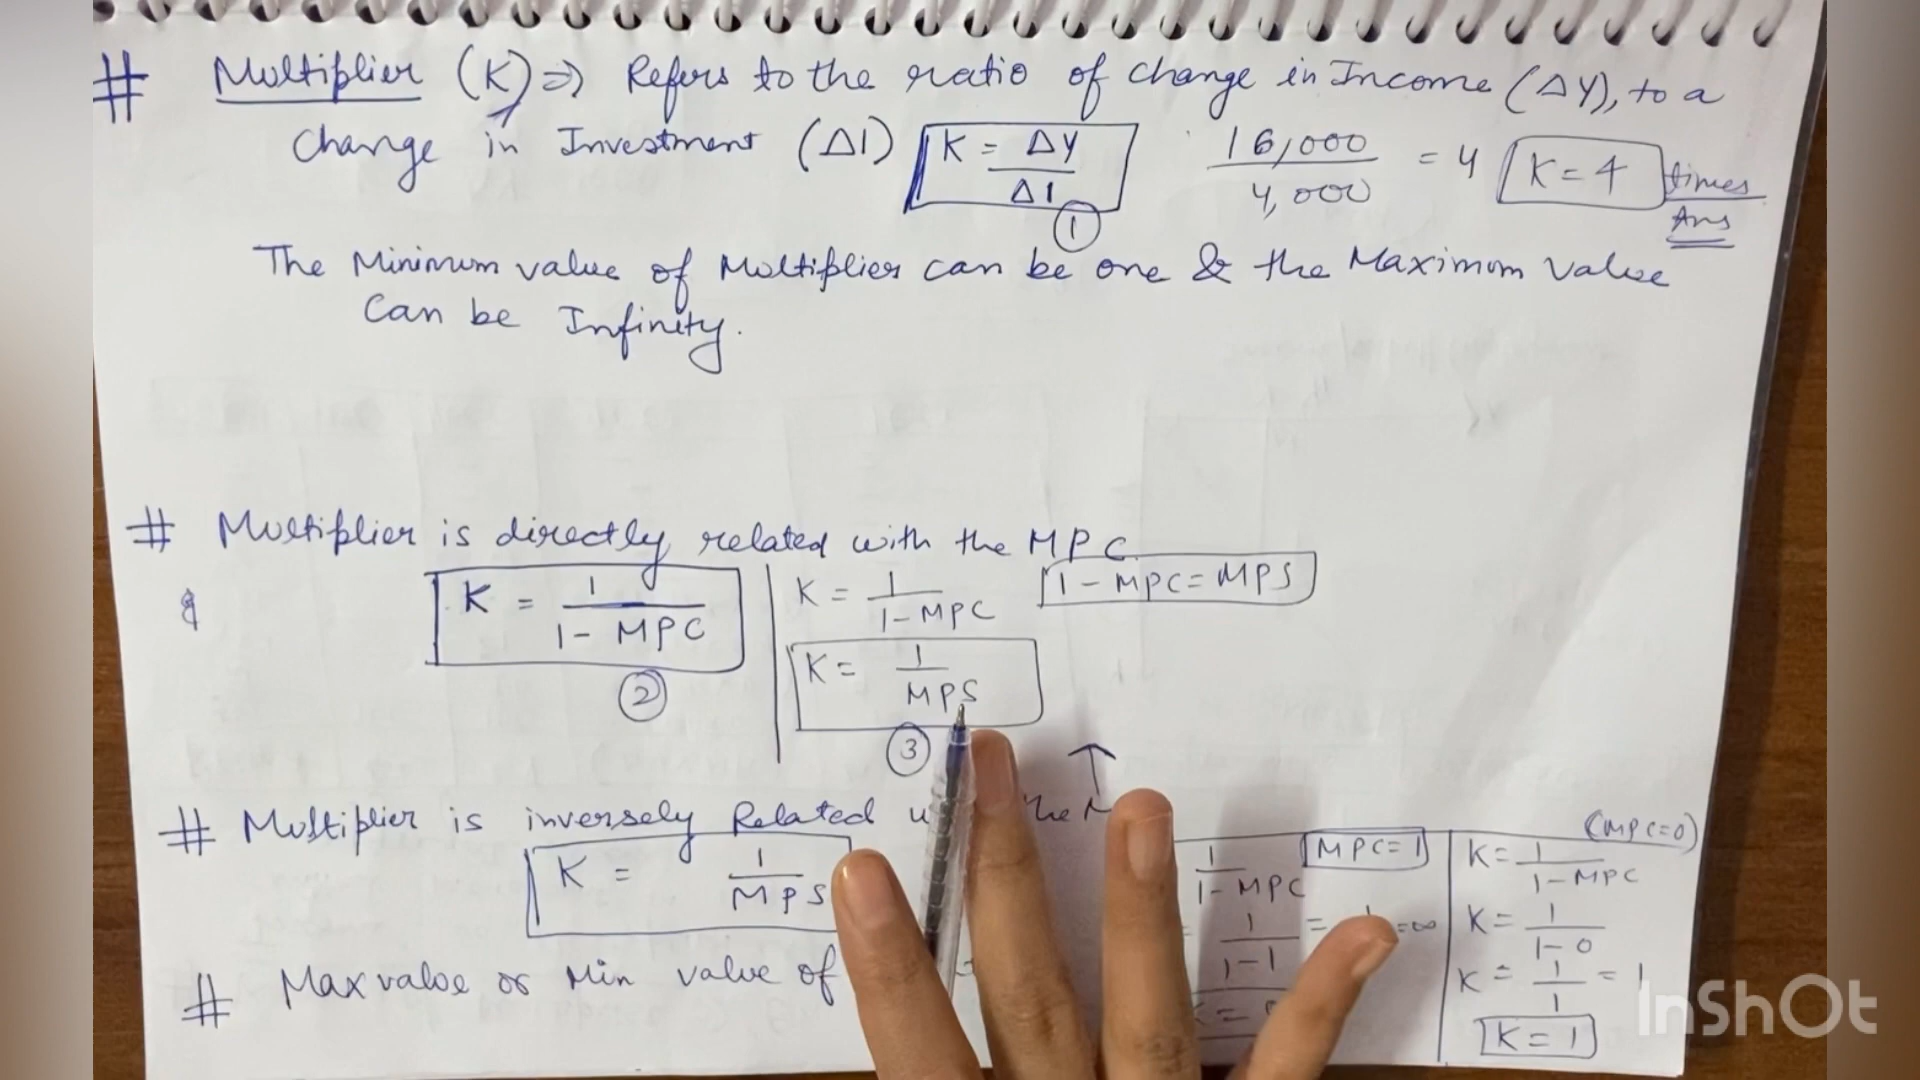 # Multiplier (K) => Refers to the ratio of change in Income (ΔY), to a
change in Investment (ΔI) K = ΔY / ΔI ① 16,000 / 4,000 = 4 K = 4 times Ans
The Minimum value of Multiplier can be one & the Maximum value
can be Infinity.
# Multiplier is directly related with the MPC.
&
K = 1 / 1 - MPC
②
K = 1 / 1 - MPC
1 - MPC = MPS
K = 1 / MPS
③
# Multiplier is inversely Related
K = 1 / MPS
# Max value or Min value of
1 / 1 - MPC
MPC = 1
= 1 / 1 - 1 =
= ∞
(MPC = 0)
K = 1 / 1 - MPC
K = 1 / 1 - 0
K = 1 / 1 = 1
K = 1
InShOt